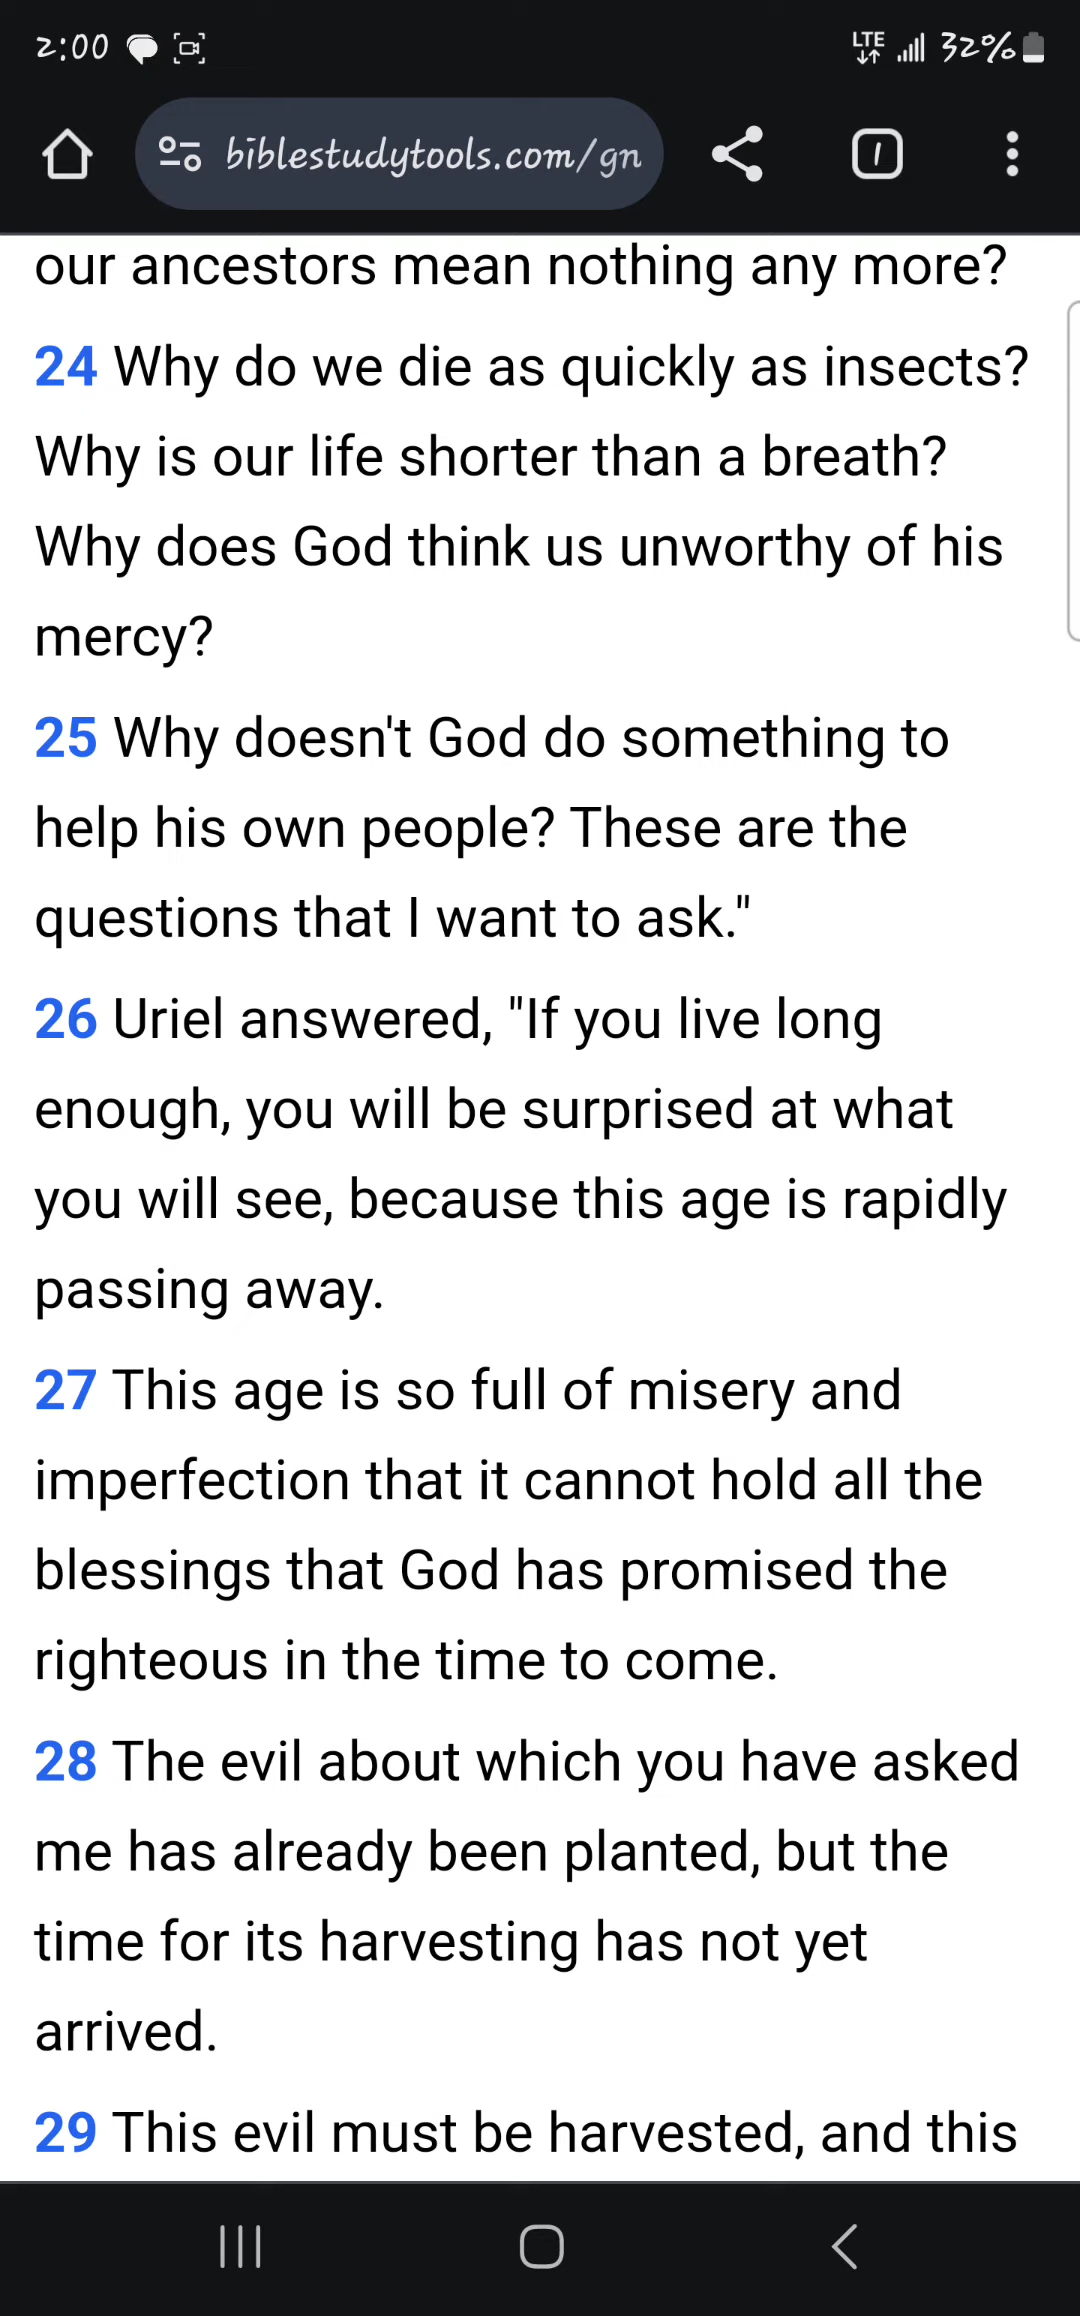 2:00
LTE 32%
biblestudytools.com/gn
1
our ancestors mean nothing any more?
24 Why do we die as quickly as insects?
Why is our life shorter than a breath?
Why does God think us unworthy of his
mercy?
25 Why doesn't God do something to
help his own people? These are the
questions that I want to ask."
26 Uriel answered, "If you live long
enough, you will be surprised at what
you will see, because this age is rapidly
passing away.
27 This age is so full of misery and
imperfection that it cannot hold all the
blessings that God has promised the
righteous in the time to come.
28 The evil about which you have asked
me has already been planted, but the
time for its harvesting has not yet
arrived.
29 This evil must be harvested, and this